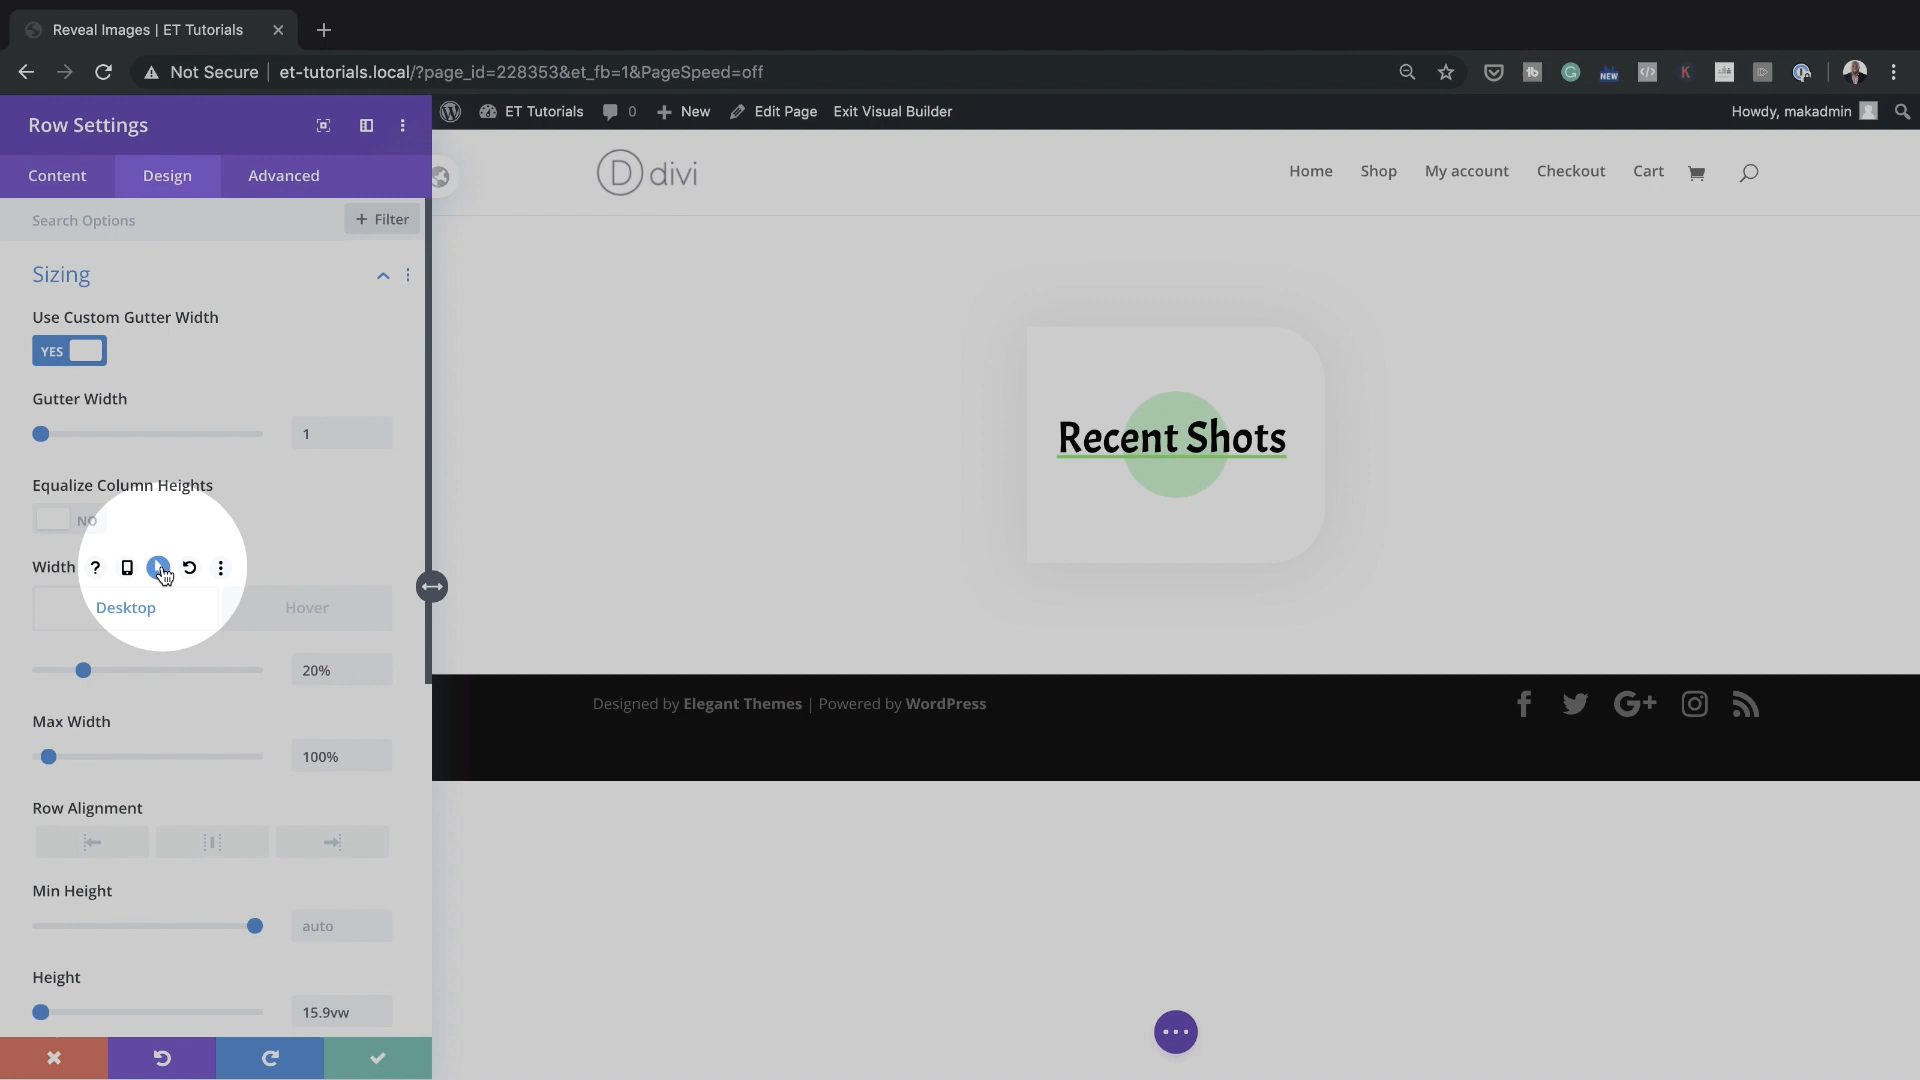 Reveal Images | ET Tutorials
Not Secure | et-tutorials.local/?page_id=228353&et_fb=1&PageSpeed=off
Row Settings
ET Tutorials 0 + New Edit Page Exit Visual Builder Howdy, makadmin
Content Design Advanced
D divi
Home Shop My account Checkout Cart
Search Options + Filter
Sizing
Use Custom Gutter Width
YES
Gutter Width
1
Recent Shots
Equalize Column Heights
NO
Width ?
Desktop Hover
20%
Designed by Elegant Themes | Powered by WordPress
Max Width
100%
Row Alignment
Min Height
auto
Height
15.9vw